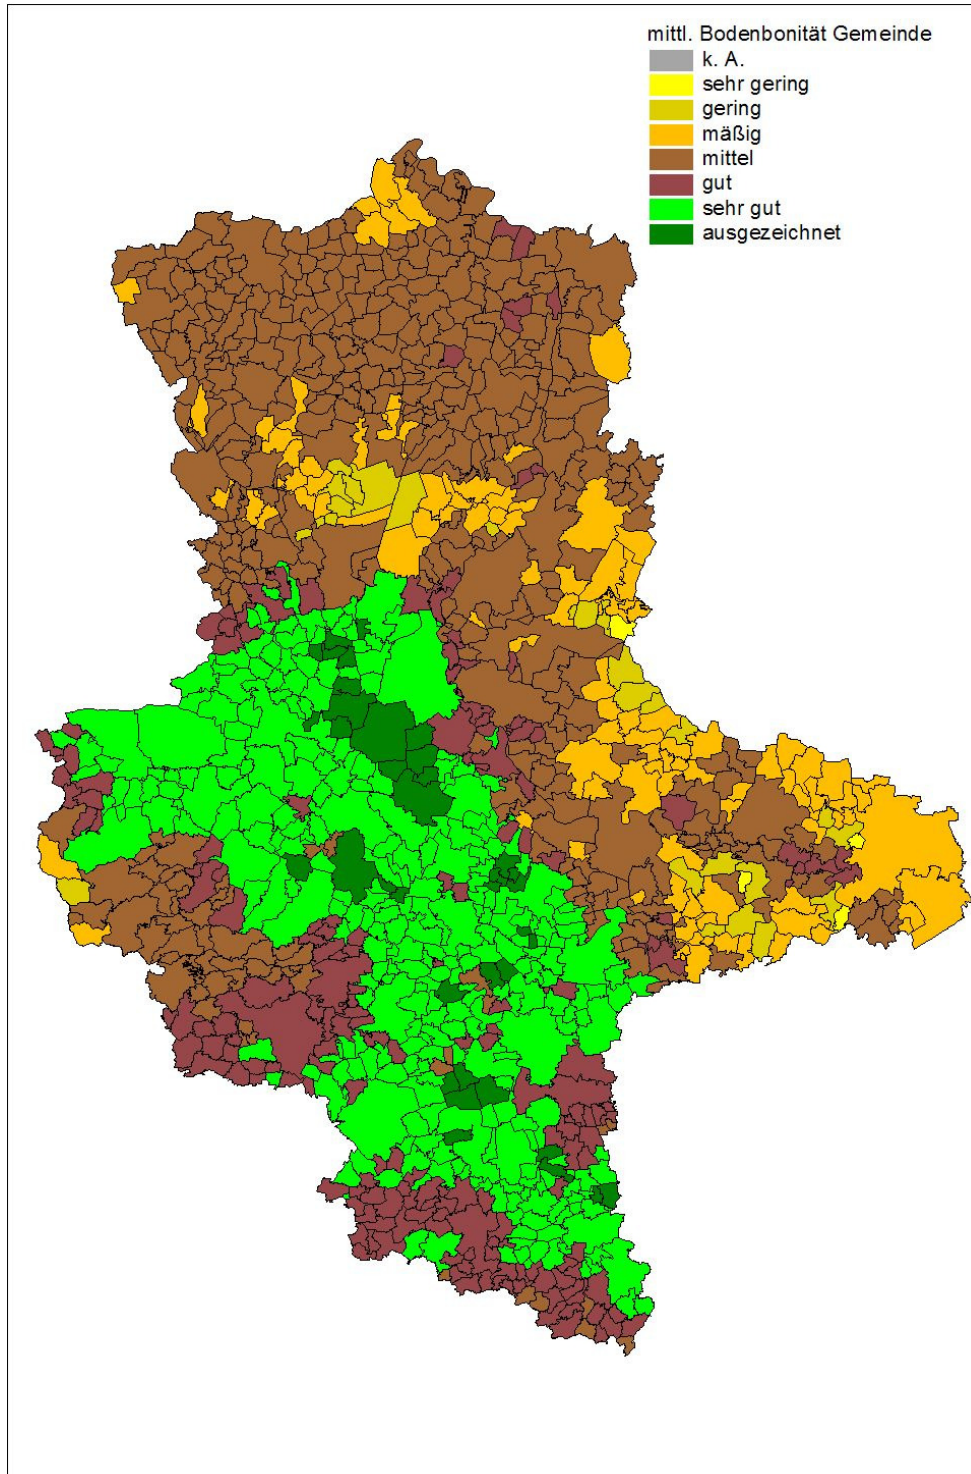 mittl. Bodenbonität Gemeinde
k. A.
sehr gering
gering
mäßig
mittel
gut
sehr gut
ausgezeichnet